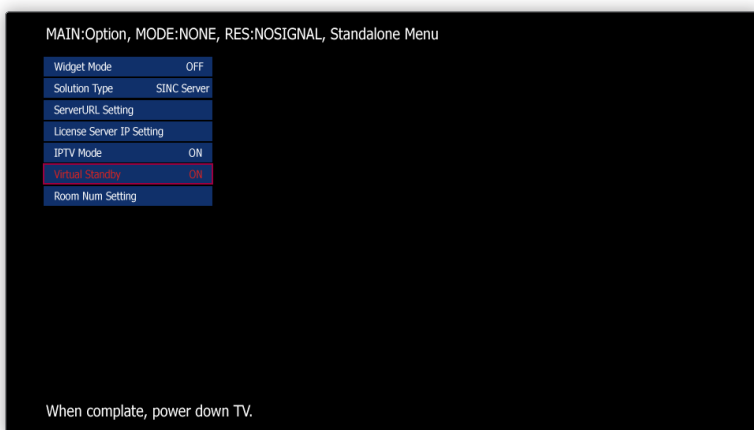 MAIN:Option, MODE:NONE, RES:NOSIGNAL, Standalone Menu
Widget Mode OFF
Solution Type SINC Server
ServerURL Setting
License Server IP Setting
IPTV Mode ON
Virtual Standby ON
Room Num Setting
When complate, power down TV.